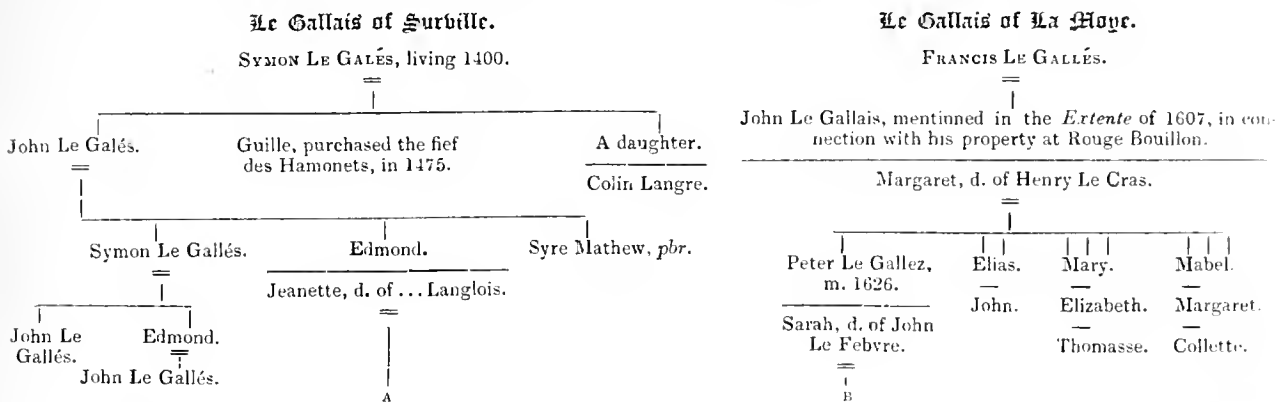 Le Gallais of Surville.
SYMON LE GALÉS, living 1400.
John Le Galés.
Guille, purchased the fief
des Hamonets, in 1475.
A daughter.
Colin Langre.
Symon Le Gallés.
Edmond.
Syre Mathew, pbr.
Jeanette, d. of ... Langlois.
John Le
Gallés.
Edmond.
John Le Gallés.
A
Le Gallais of La Moye.
FRANCIS LE GALLÉS.
John Le Gallais, mentioned in the Extente of 1607, in con-
nection with his property at Rouge Bouillon.
Margaret, d. of Henry Le Cras.
Peter Le Gallez,
m. 1626.
Sarah, d. of John
Le Febvre.
B
Elias.
John.
Mary.
Elizabeth.
Thomasse.
Mabel.
Margaret.
Collette.